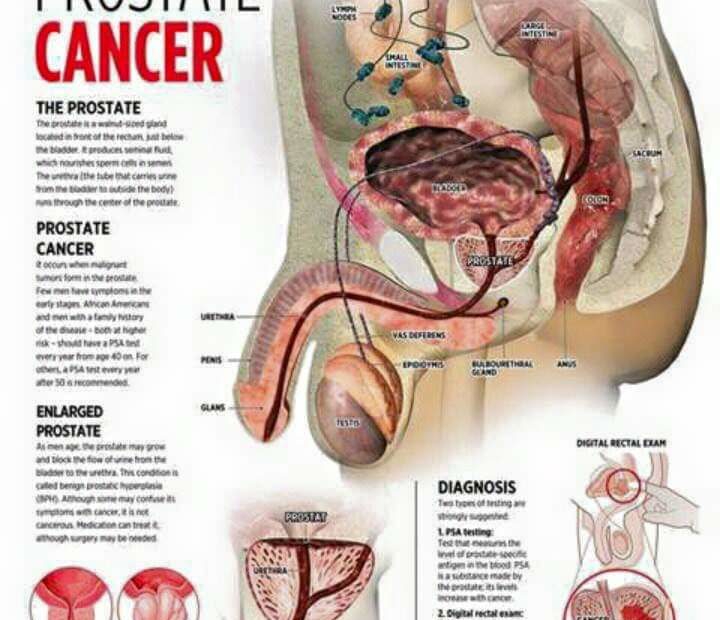 PROSTATE
CANCER
THE PROSTATE
The prostate is a walnut-sized gland
located in front of the rectum, just below
the bladder. It produces seminal fluid,
which nourishes sperm cells in semen.
The urethra (the tube that carries urine
from the bladder to outside the body)
runs through the center of the prostate.
PROSTATE
CANCER
It occurs when malignant
tumors form in the prostate.
Few men have symptoms in the
early stages. African Americans
and men with a family history
of the disease - both at higher
risk - should have a PSA test
every year from age 40 on. For
others, a PSA test every year
after 50 is recommended.
ENLARGED
PROSTATE
As men age, the prostate may grow
and block the flow of urine from the
bladder to the urethra. This condition is
called benign prostatic hyperplasia
(BPH). Although some may confuse its
symptoms with cancer, it is not
cancerous. Medication can treat it,
although surgery may be needed.
LYMPH
NODES
SMALL
INTESTINE
LARGE
INTESTINE
SACRUM
BLADDER
COLON
PROSTATE
URETHRA
VAS DEFERENS
PENIS
EPIDIDYMIS
BULBOURETHRAL
GLAND
ANUS
GLANS
TESTIS
PROSTAT
URETHRA
DIAGNOSIS
Two types of testing are
strongly suggested:
1. PSA testing:
Test that measures the
level of prostate-specific
antigen in the blood. PSA
is a substance made by
the prostate; its levels
increase with cancer.
2. Digital rectal exam:
DIGITAL RECTAL EXAM
CANCER